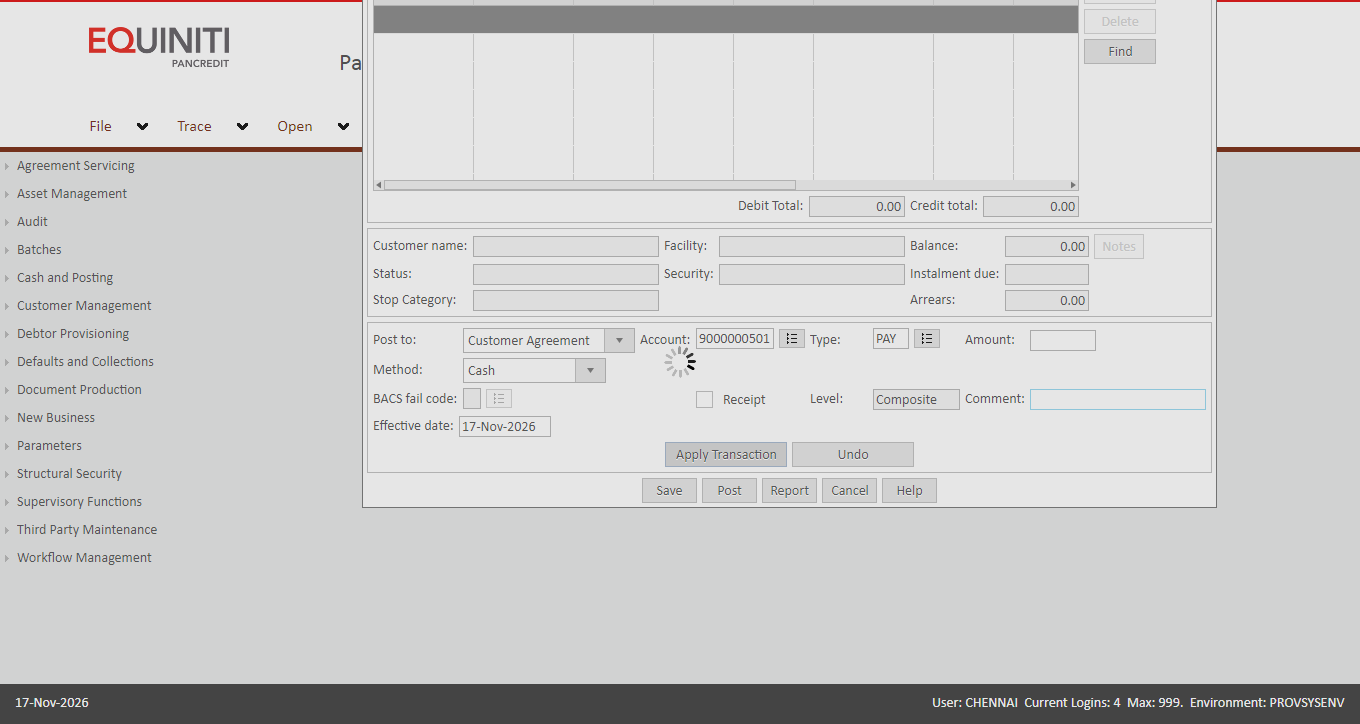 Delete
Find
EQUINITI
PANCREDIT
Pa
File
Trace
Open
Agreement Servicing
Asset Management
Audit
Batches
Cash and Posting
Customer Management
Debtor Provisioning
Defaults and Collections
Document Production
New Business
Parameters
Structural Security
Supervisory Functions
Third Party Maintenance
Workflow Management
Debit Total: 0.00 Credit total: 0.00
Customer name: Facility: Balance: 0.00 Notes
Status: Security: Instalment due:
Stop Category: Arrears: 0.00
Post to: Customer Agreement Account: 9000000501 Type: PAY Amount:
Method: Cash
BACS fail code: Receipt Level: Composite Comment:
Effective date: 17-Nov-2026
Apply Transaction Undo
Save Post Report Cancel Help
17-Nov-2026 User: CHENNAI Current Logins: 4 Max: 999. Environment: PROVSYSENV